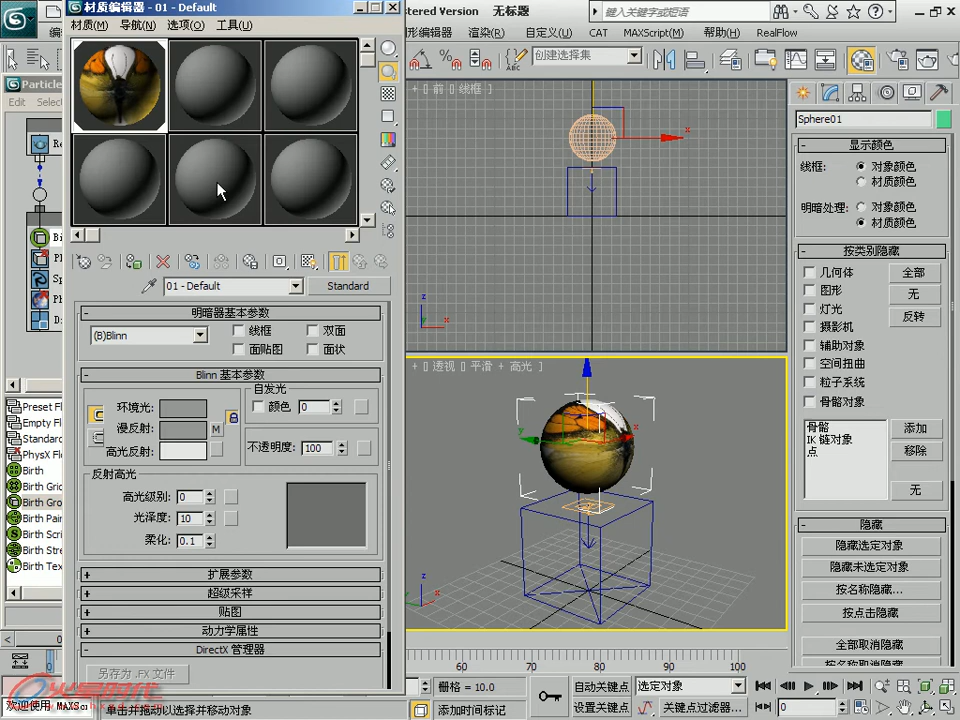 材质编辑器 - 01 - Default
材质(M) 导航(N) 选项(O) 工具(U)
stered Version 无标题
键入关键字或短语
形编辑器 渲染(R) 自定义(U) CAT MAXScript(M) 帮助(H) RealFlow
创建选择集
ABC
Particle
Edit Select
+ [] 前 [] 线框 ]
Sphere01
- 显示颜色
线框: 对象颜色
材质颜色
明暗处理: 对象颜色
材质颜色
- 按类别隐藏
几何体 全部
图形 无
灯光 反转
摄影机
辅助对象
空间扭曲
粒子系统
骨骼对象
骨骼
IK 链对象
点
添加
移除
无
- 隐藏
隐藏选定对象
隐藏未选定对象
按名称隐藏...
按点击隐藏
全部取消隐藏
按名称取消隐藏...
01 - Default Standard
- 明暗器基本参数
(B)Blinn 线框 双面
面贴图 面状
- Blinn 基本参数
自发光
环境光: 颜色 0
漫反射: M
高光反射: 不透明度: 100
反射高光
高光级别: 0
光泽度: 10
柔化: 0.1
+ 扩展参数
+ 超级采样
+ 贴图
+ 动力学属性
- DirectX 管理器
另存为 .FX 文件
Preset Fl
Empty Fl
Standard
PhysX Fl
Birth
Birth Grid
Birth Gro
Birth Pai
Birth Scri
Birth Stre
Birth Tex
+ [] 透视 [] 平滑 + 高光 ]
z
x
y
60 70 80 90 100
火星时代
欢迎使用 MAXSc
单击并拖动以选择并移动对象
栅格 = 10.0
添加时间标记
自动关键点 选定对象
设置关键点 关键点过滤器...
0